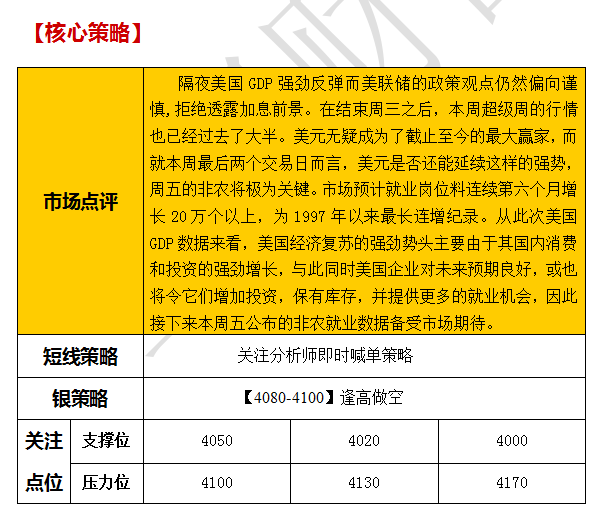 【核心策略】
市场点评
隔夜美国 GDP 强劲反弹而美联储的政策观点仍然偏向谨
慎,拒绝透露加息前景。在结束周三之后，本周超级周的行情
也已经过去了大半。美元无疑成为了截止至今的最大赢家，而
就本周最后两个交易日而言，美元是否还能延续这样的强势，
周五的非农将极为关键。市场预计就业岗位料连续第六个月增
长 20 万个以上，为 1997 年以来最长连增纪录。从此次美国
GDP 数据来看，美国经济复苏的强劲势头主要由于其国内消费
和投资的强劲增长，与此同时美国企业对未来预期良好，或也
将令它们增加投资，保有库存，并提供更多的就业机会，因此
接下来本周五公布的非农就业数据备受市场期待。
短线策略 关注分析师即时喊单策略
银策略 【4080-4100】逢高做空
关注 支撑位 4050 4020 4000
点位 压力位 4100 4130 4170